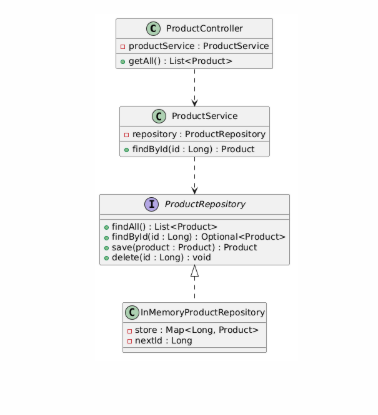 C ProductController
productService : ProductService
getAll() : List<Product>
C ProductService
repository : ProductRepository
findById(id : Long) : Product
I ProductRepository
findAll() : List<Product>
findById(id : Long) : Optional<Product>
save(product : Product) : Product
delete(id : Long) : void
C InMemoryProductRepository
store : Map<Long, Product>
nextId : Long